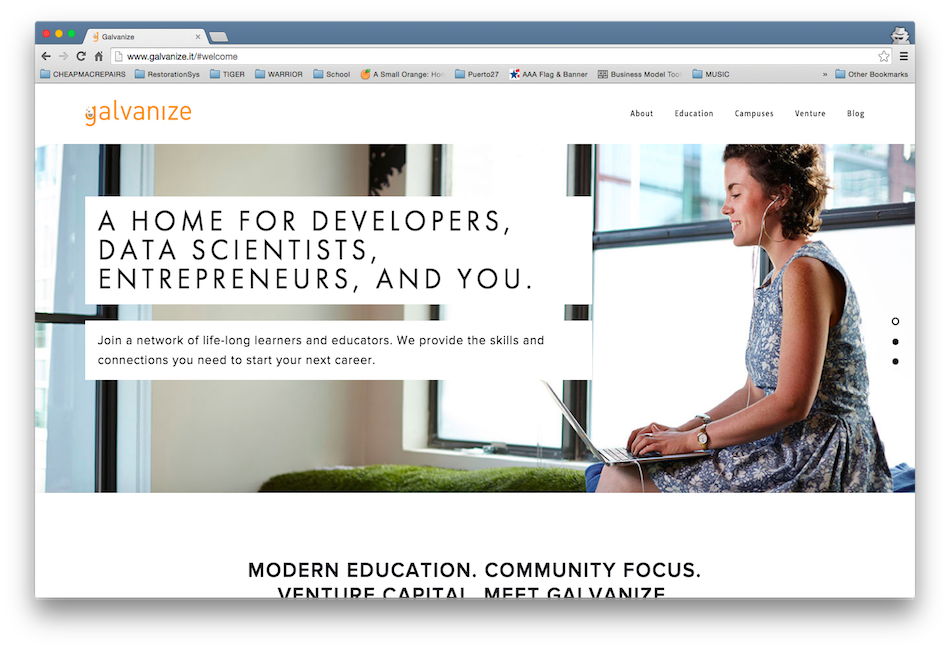 Galvanize
www.galvanize.it/#welcome
CHEAPMACREPAIRS RestorationSys TIGER WARRIOR School A Small Orange: Ho Puerto27 AAA Flag & Banner Business Model Too MUSIC » Other Bookmarks
galvanize
About Education Campuses Venture Blog
A HOME FOR DEVELOPERS,
DATA SCIENTISTS,
ENTREPRENEURS, AND YOU.
Join a network of life-long learners and educators. We provide the skills and
connections you need to start your next career.
MODERN EDUCATION. COMMUNITY FOCUS.
VENTURE CAPITAL. MEET GALVANIZE.